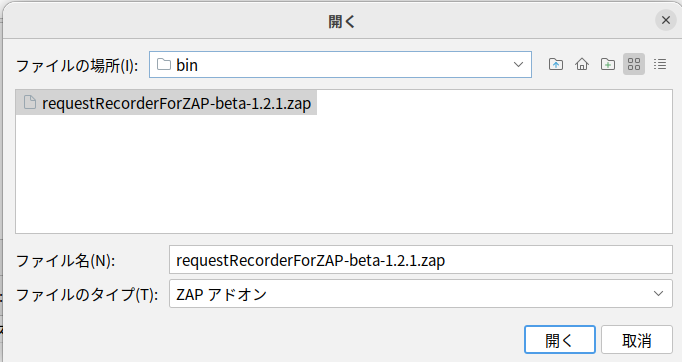 開く
ファイルの場所(I): bin
requestRecorderForZAP-beta-1.2.1.zap
ファイル名(N): requestRecorderForZAP-beta-1.2.1.zap
ファイルのタイプ(T): ZAP アドオン
開く 取消